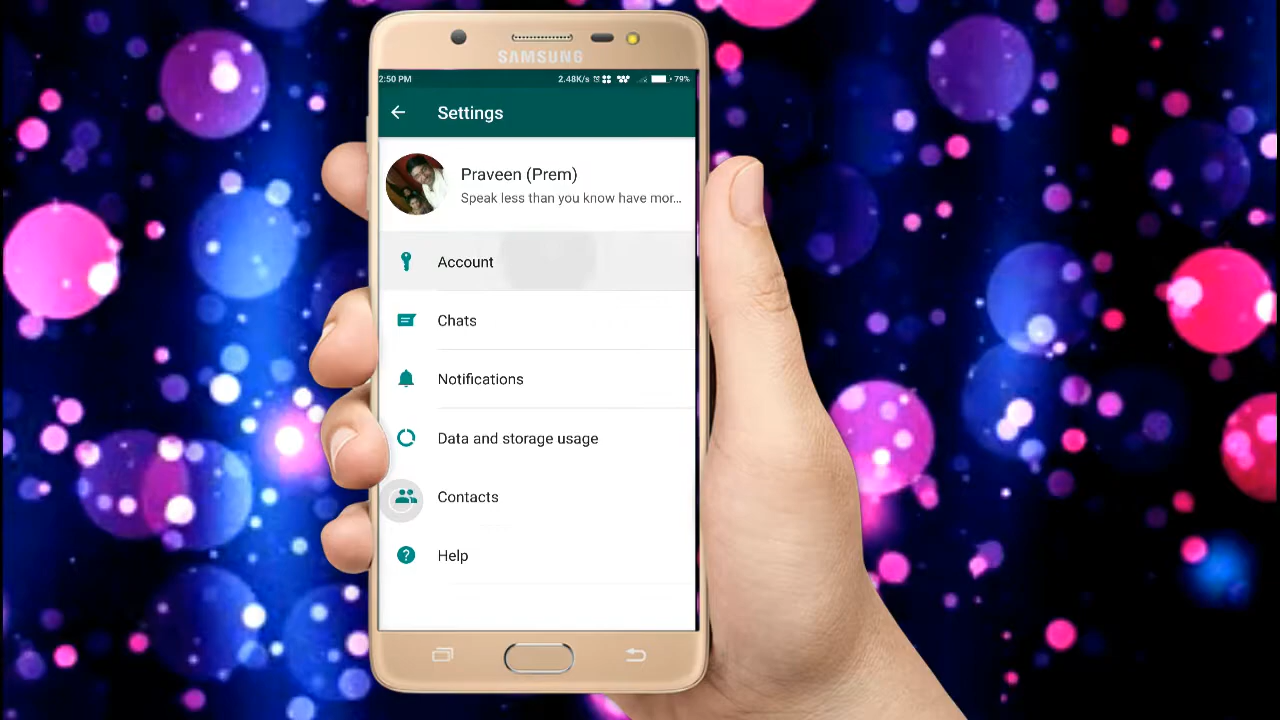 SAMSUNG
2:50 PM 2.48K/s 79%
Settings
Praveen (Prem)
Speak less than you know have mor...
Account
Chats
Notifications
Data and storage usage
Contacts
Help